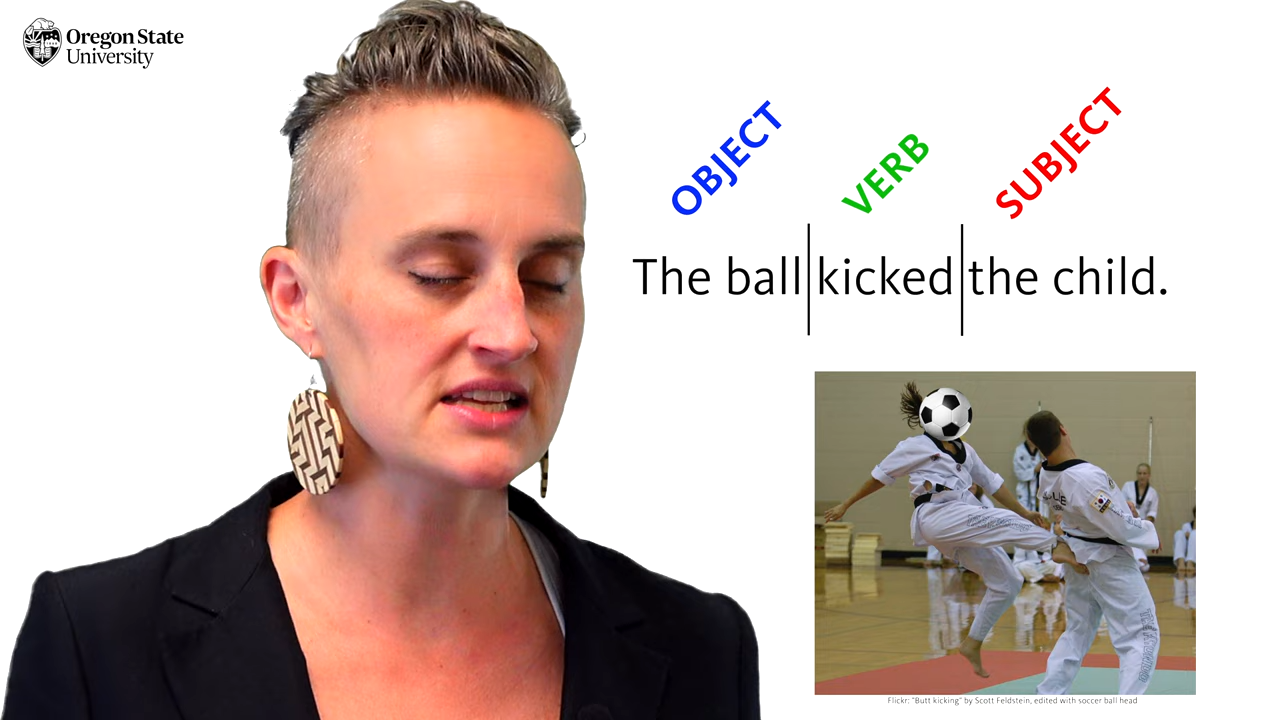 Oregon State
University
OBJECT
VERB
SUBJECT
The ball kicked the child.
Flickr: "Butt kicking" by Scott Feldstein, edited with soccer ball head